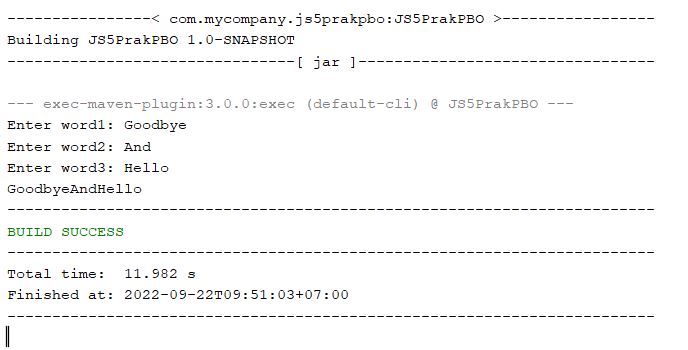 ----------------< com.mycompany.js5prakpbo:JS5PrakPBO >-----------------
Building JS5PrakPBO 1.0-SNAPSHOT
--------------------------------[ jar ]---------------------------------
--- exec-maven-plugin:3.0.0:exec (default-cli) @ JS5PrakPBO ---
Enter word1: Goodbye
Enter word2: And
Enter word3: Hello
GoodbyeAndHello
------------------------------------------------------------------------
BUILD SUCCESS
------------------------------------------------------------------------
Total time:  11.982 s
Finished at: 2022-09-22T09:51:03+07:00
------------------------------------------------------------------------